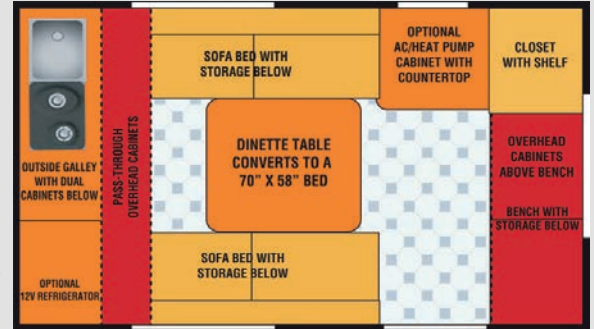 SOFA BED WITH
STORAGE BELOW
OPTIONAL
AC/HEAT PUMP
CABINET WITH
COUNTERTOP
CLOSET
WITH SHELF
OUTSIDE GALLEY
WITH DUAL
CABINETS BELOW
PASS-THROUGH
OVERHEAD CABINETS
DINETTE TABLE
CONVERTS TO A
70" X 58" BED
OVERHEAD
CABINETS
ABOVE BENCH
BENCH WITH
STORAGE BELOW
SOFA BED WITH
STORAGE BELOW
OPTIONAL
12V REFRIGERATOR